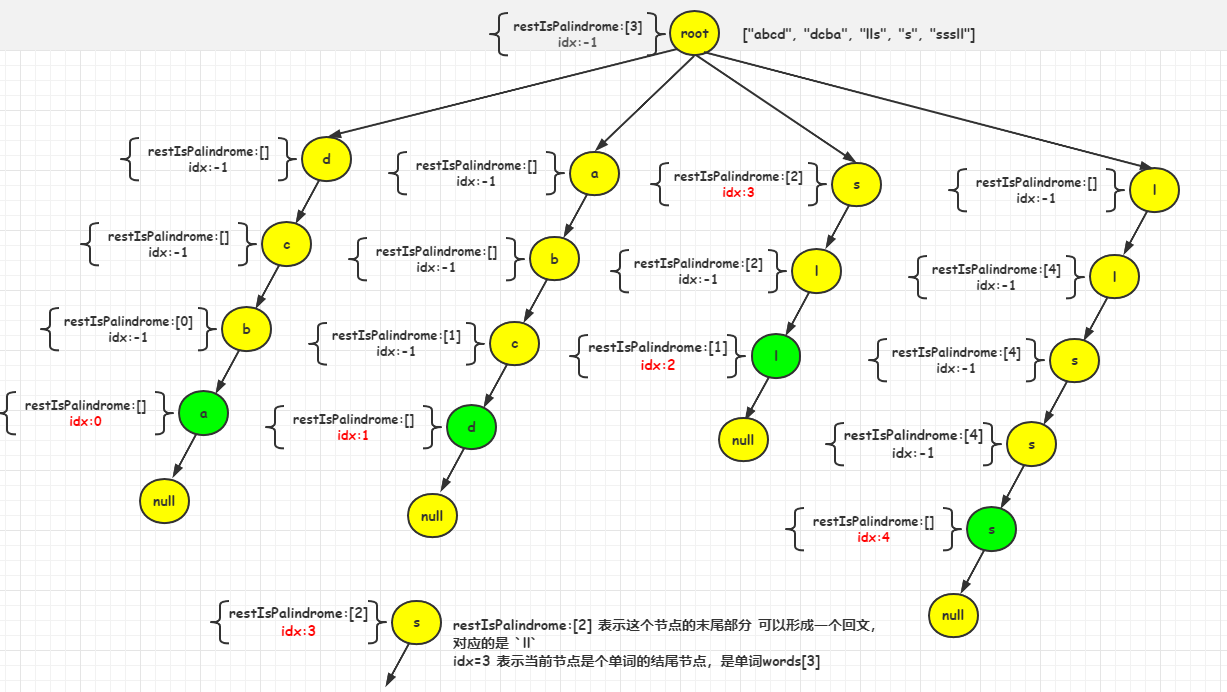 restIsPalindrome:[3]
idx:-1
root
["abcd", "dcba", "lls", "s", "sssll"]
restIsPalindrome:[]
idx:-1
d
restIsPalindrome:[]
idx:-1
a
restIsPalindrome:[2]
idx:3
s
restIsPalindrome:[]
idx:-1
l
restIsPalindrome:[]
idx:-1
c
restIsPalindrome:[]
idx:-1
b
restIsPalindrome:[2]
idx:-1
l
restIsPalindrome:[4]
idx:-1
l
restIsPalindrome:[0]
idx:-1
b
restIsPalindrome:[1]
idx:-1
c
restIsPalindrome:[1]
idx:2
l
restIsPalindrome:[4]
idx:-1
s
restIsPalindrome:[]
idx:0
a
restIsPalindrome:[]
idx:1
d
null
restIsPalindrome:[4]
idx:-1
s
null
null
restIsPalindrome:[]
idx:4
s
null
restIsPalindrome:[2]
idx:3
s
restIsPalindrome:[2] 表示这个节点的末尾部分 可以形成一个回文，
对应的是 `ll`
idx=3 表示当前节点是个单词的结尾节点，是单词words[3]